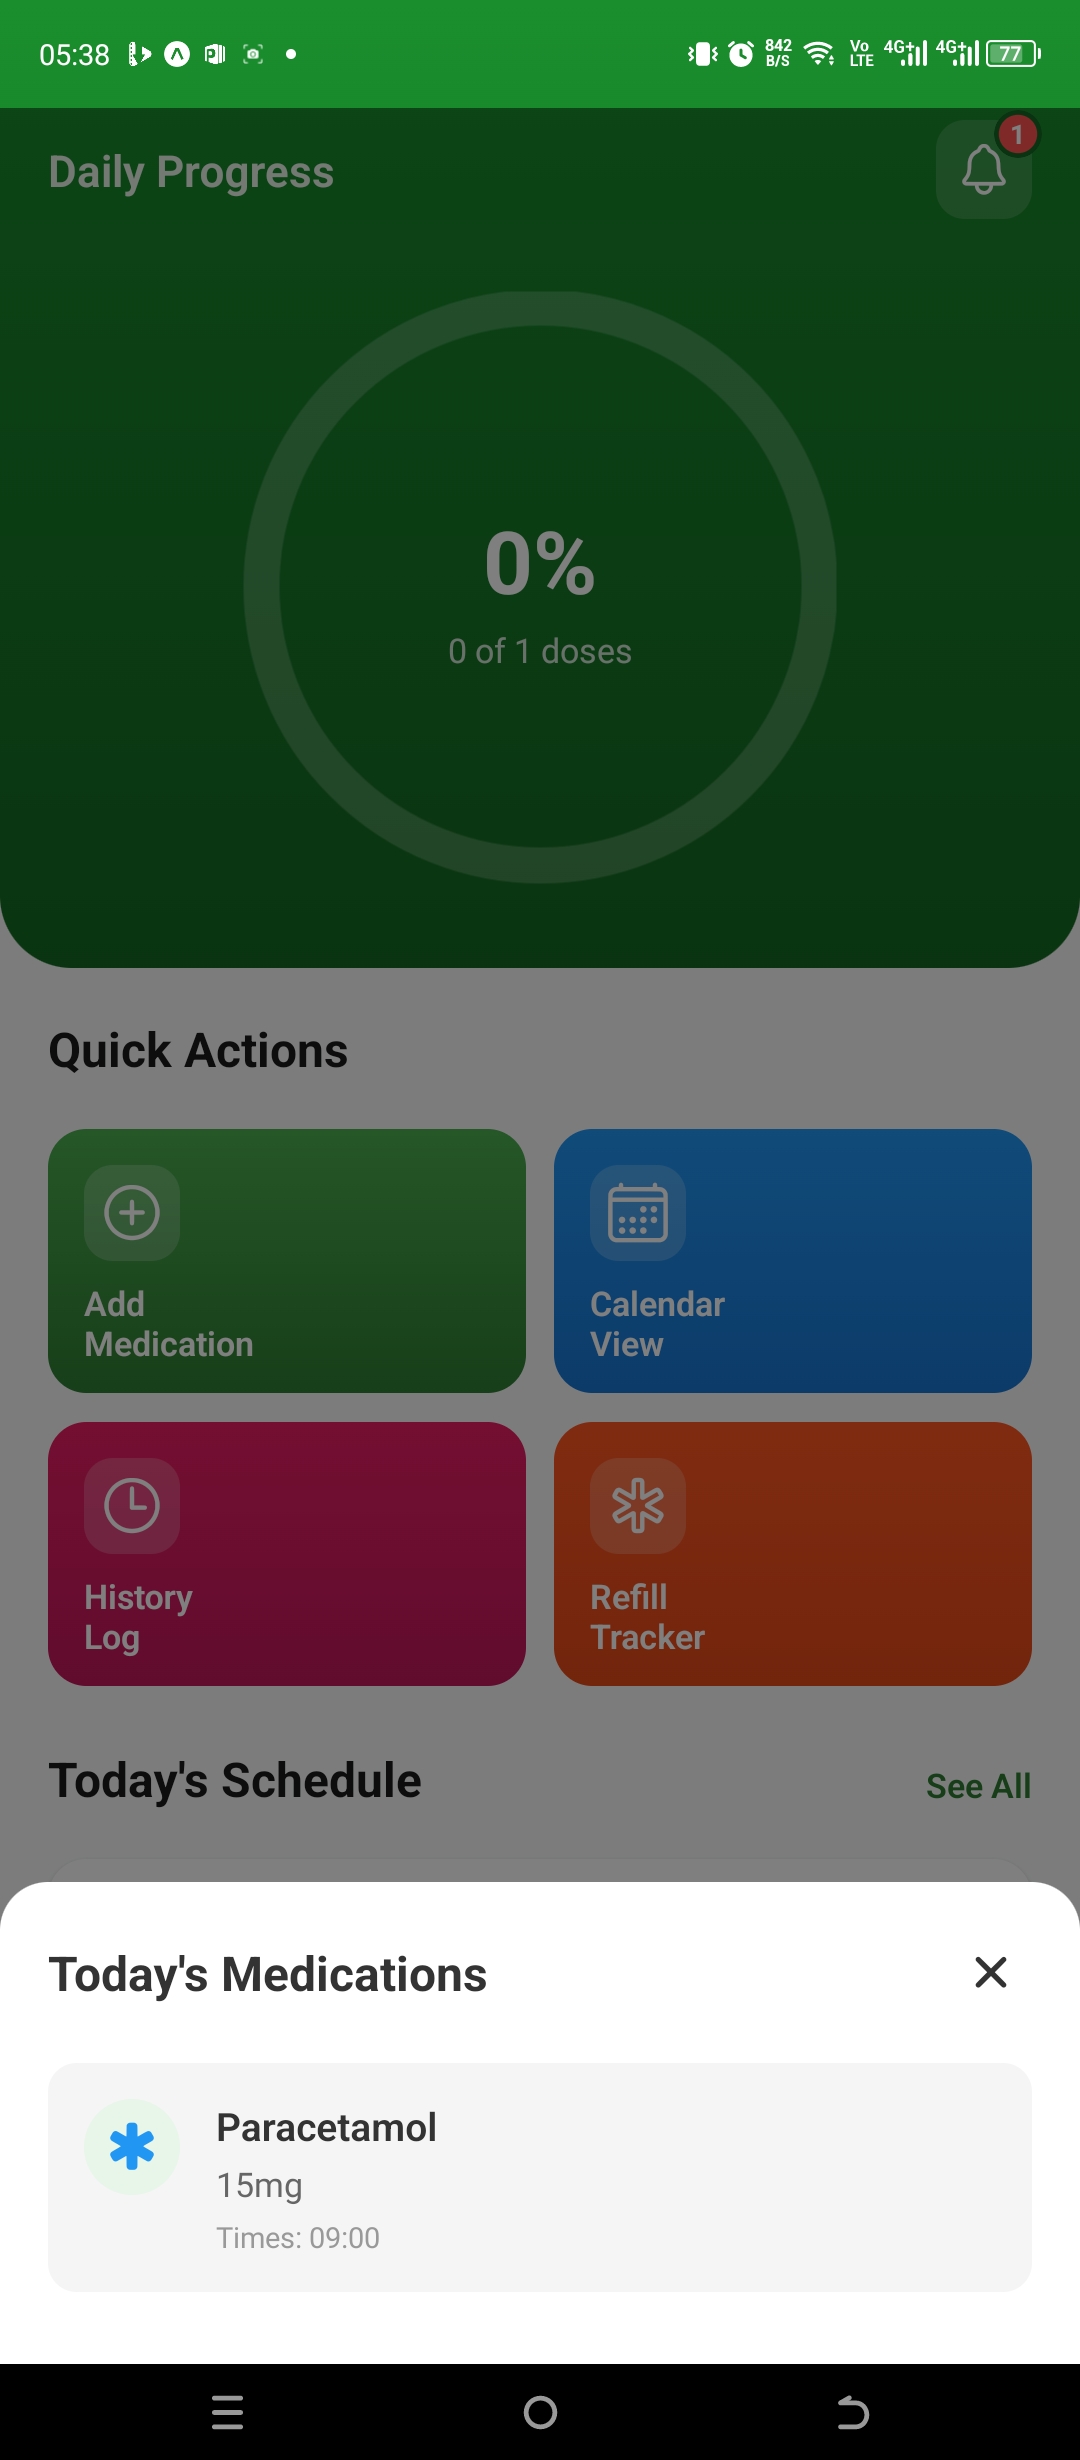 05:38
842
B/S
Vo
LTE
4G+
4G+
77
Daily Progress
1
0%
0 of 1 doses
Quick Actions
Add
Medication
Calendar
View
History
Log
Refill
Tracker
Today's Schedule
See All
Today's Medications
Paracetamol
15mg
Times: 09:00